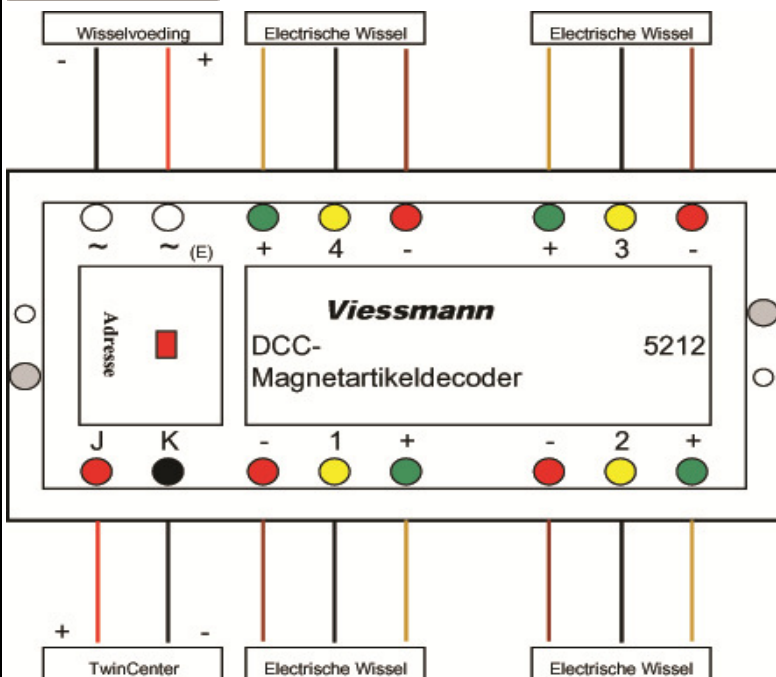 Wisselvoeding Electrische Wissel Electrische Wissel
- +
~ ~ (E) + 4 - + 3 -
Adresse
Viessmann
DCC- 5212
Magnetartikeldecoder
J K - 1 + - 2 +
+ -
TwinCenter Electrische Wissel Electrische Wissel